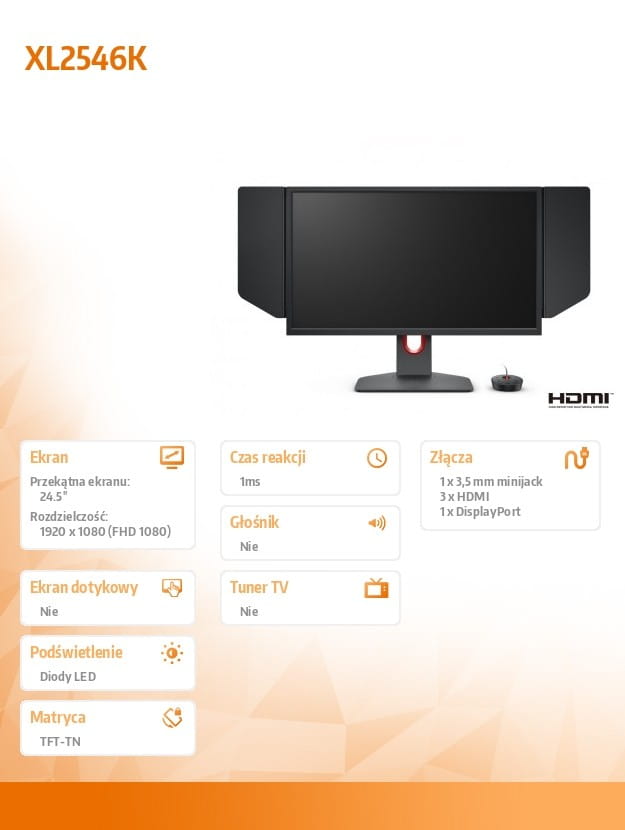 XL2546K
HDMI™
Ekran
Przekątna ekranu:
24.5"
Rozdzielczość:
1920 x 1080 (FHD 1080)
Czas reakcji
1ms
Złącza
1 x 3,5 mm minijack
3 x HDMI
1 x DisplayPort
Głośnik
Nie
Ekran dotykowy
Nie
Tuner TV
Nie
Podświetlenie
Diody LED
Matryca
TFT-TN